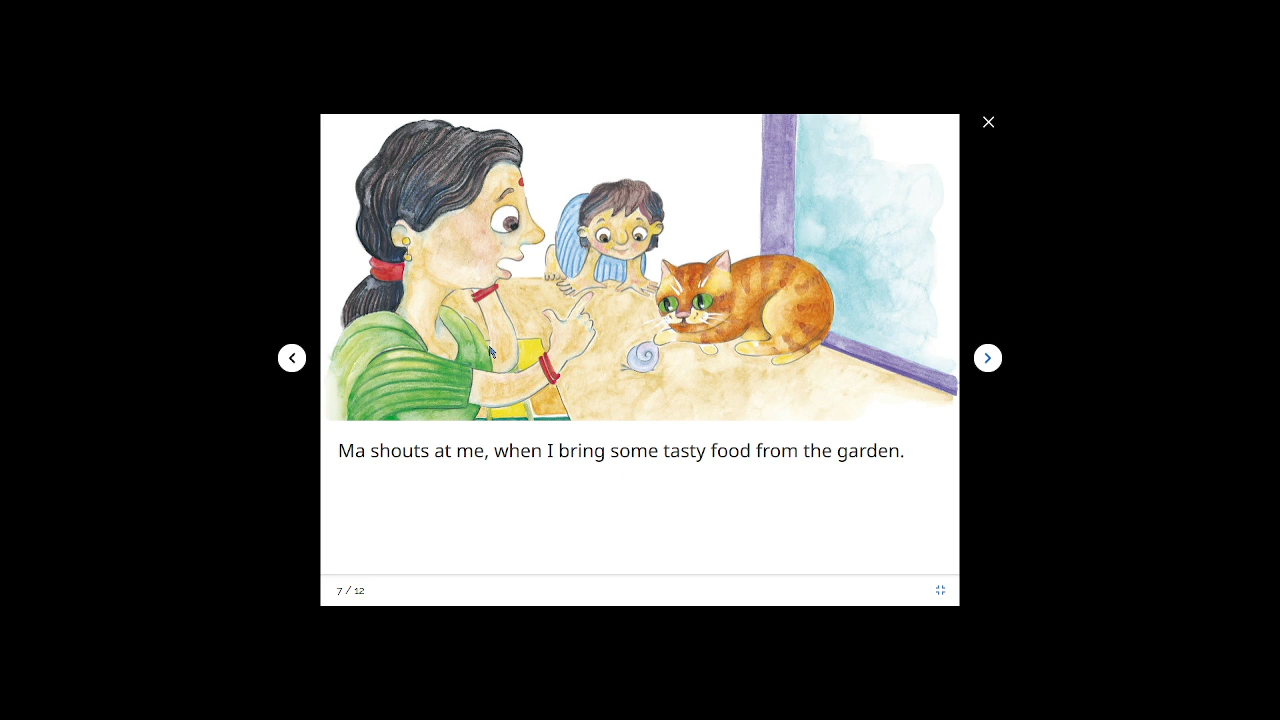 Ma shouts at me, when I bring some tasty food from the garden.
7 / 12